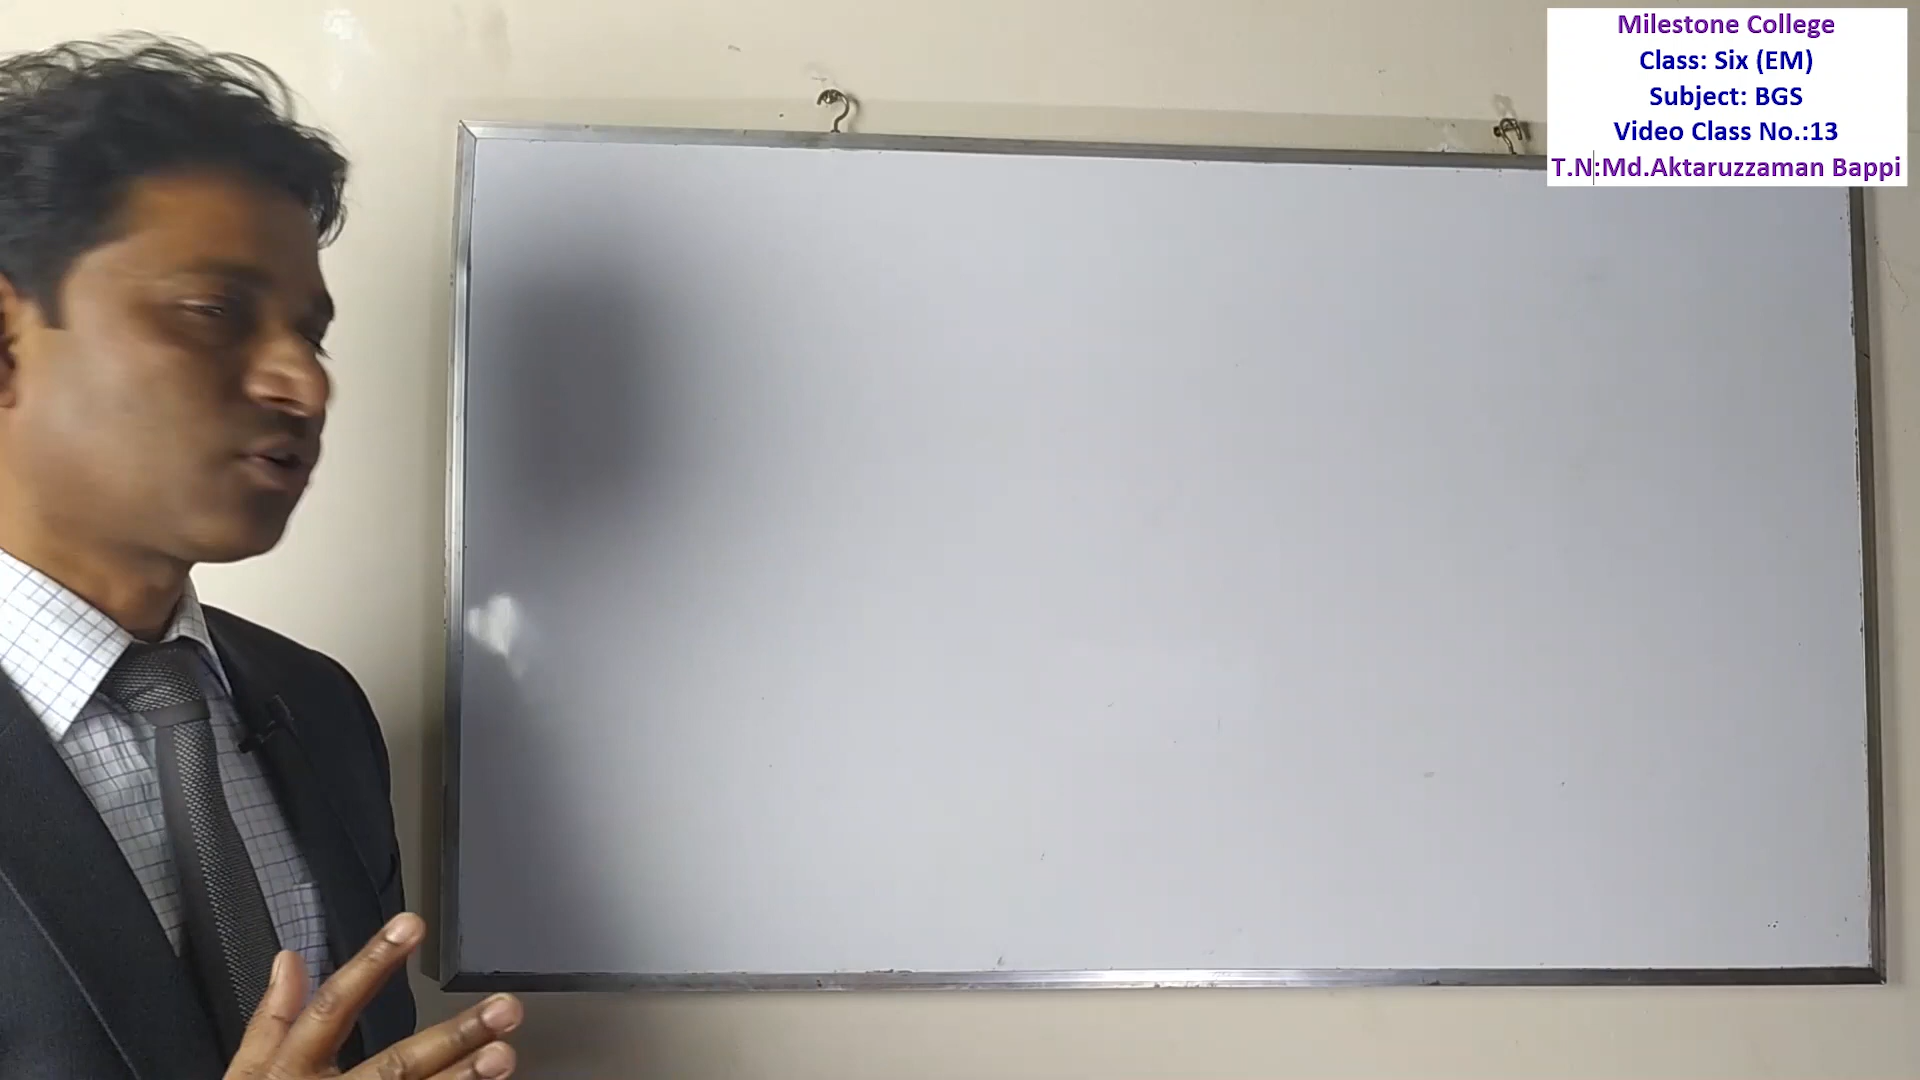 Milestone College
Class: Six (EM)
Subject: BGS
Video Class No.:13
T.N:Md.Aktaruzzaman Bappi